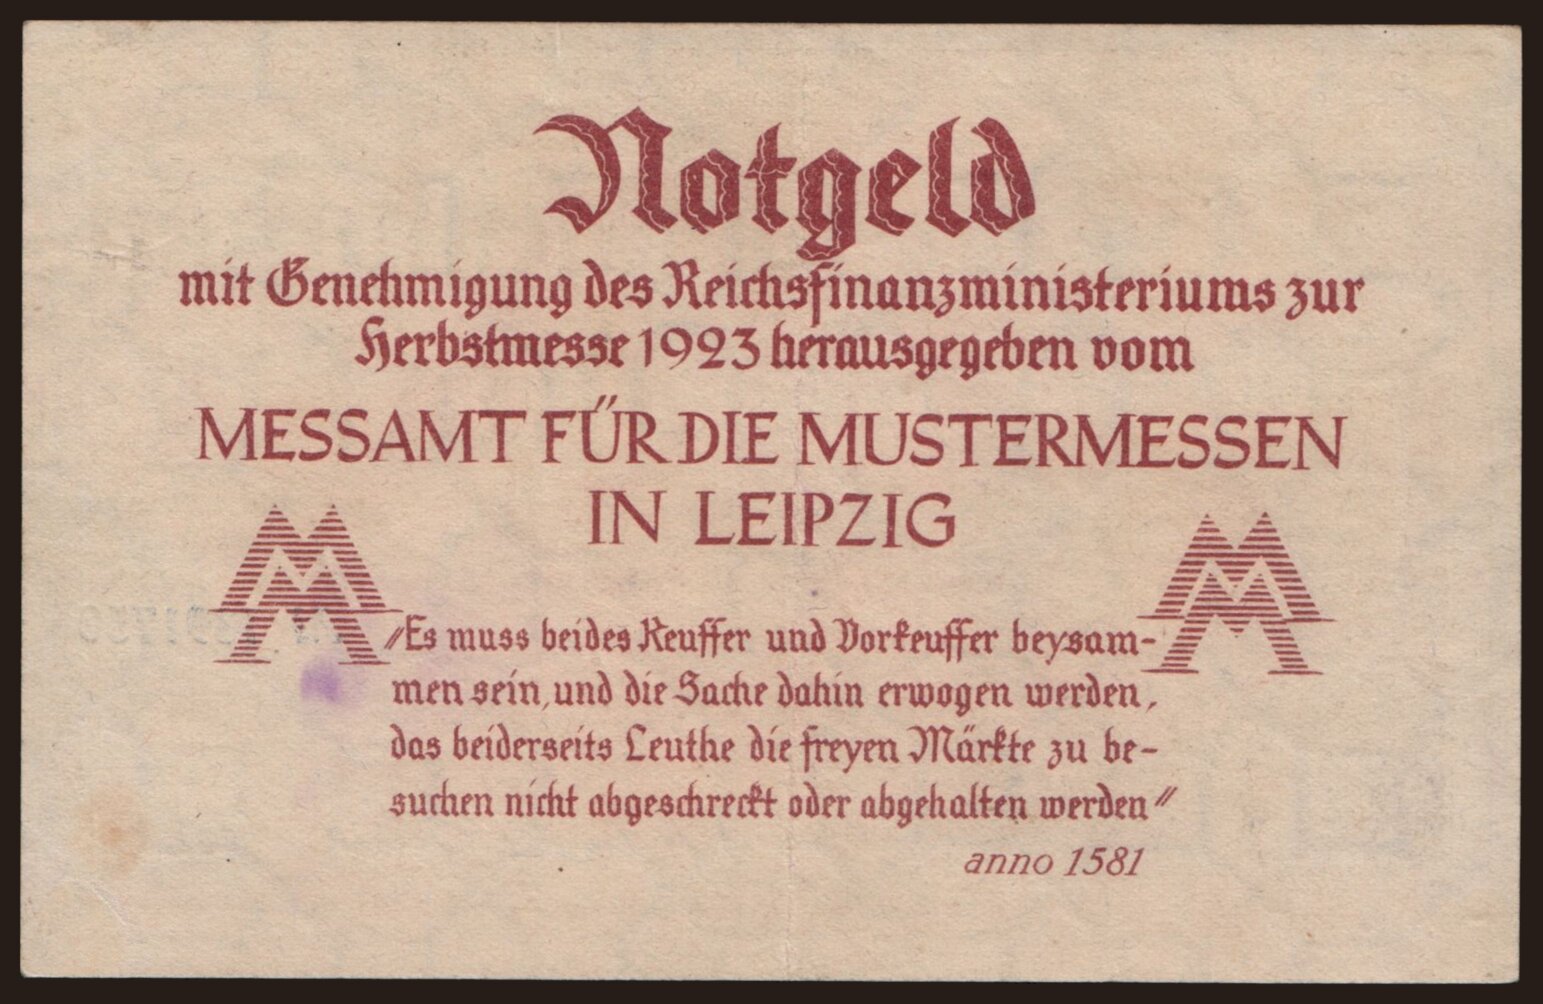 Notgeld
mit Genehmigung des Reichsfinanzministeriums zur
Herbstmesse 1923 herausgegeben vom
MESSAMT FÜR DIE MUSTERMESSEN
IN LEIPZIG
MM MM
"Es muss beides Keuffer und Vorkeuffer beysam-
men sein, und die Sache dahin erwogen werden,
das beiderseits Leuthe die freyen Märkte zu be-
suchen nicht abgeschreckt oder abgehalten werden"
anno 1581